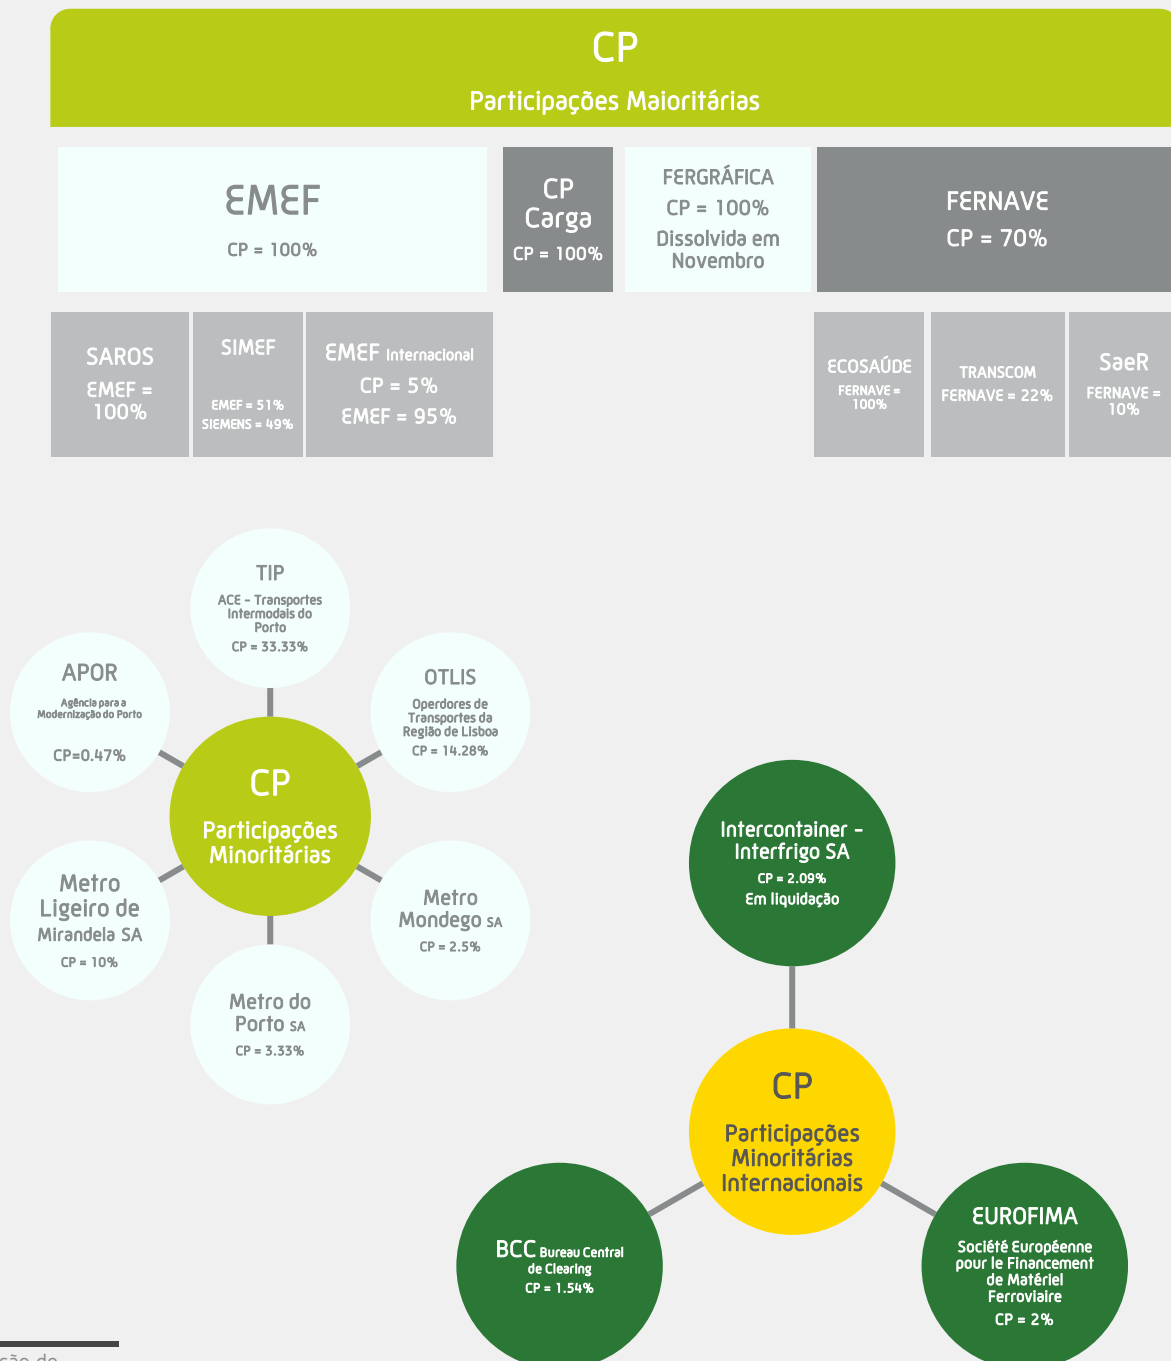 CP
Participações Maioritárias
EMEF
CP = 100%
CP
Carga
CP = 100%
FERGRÁFICA
CP = 100%
Dissolvida em
Novembro
FERNAVE
CP = 70%
SAROS
EMEF =
100%
SIMEF
EMEF = 51%
SIEMENS = 49%
EMEF Internacional
CP = 5%
EMEF = 95%
ECOSAÚDE
FERNAVE =
100%
TRANSCOM
FERNAVE = 22%
SaeR
FERNAVE =
10%
TIP
ACE - Transportes
Intermodais do
Porto
CP = 33.33%
APOR
Agência para a
Modernização do Porto
CP=0.47%
OTLIS
Operdores de
Transportes da
Região de Lisboa
CP = 14.28%
CP
Participações
Minoritárias
Metro
Ligeiro de
Mirandela SA
CP = 10%
Metro
Mondego SA
CP = 2.5%
Metro do
Porto SA
CP = 3.33%
Intercontainer -
Interfrigo SA
CP = 2.09%
Em liquidação
CP
Participações
Minoritárias
Internacionais
BCC Bureau Central
de Clearing
CP = 1.54%
EUROFIMA
Société Européenne
pour le Financement
de Matériel
Ferroviaire
CP = 2%